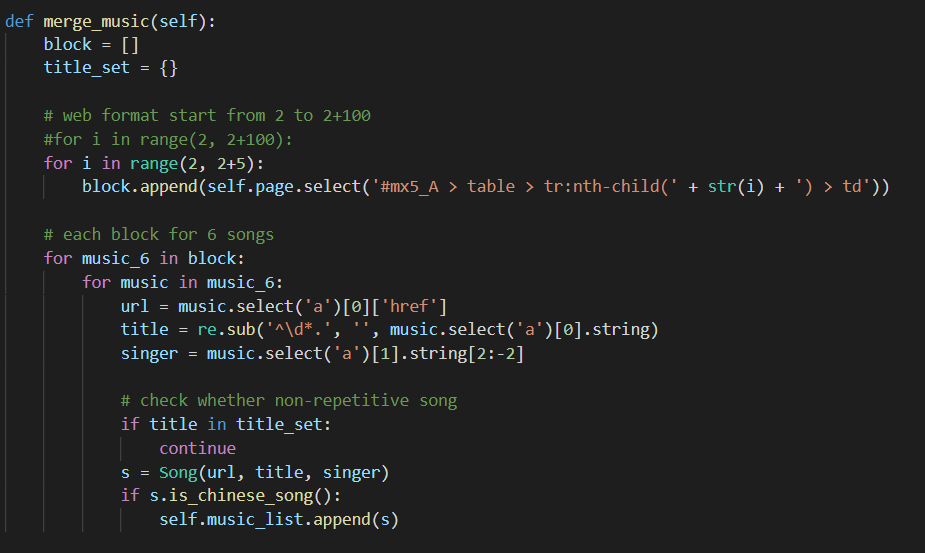 def merge_music(self):
    block = []
    title_set = {}

    # web format start from 2 to 2+100
    #for i in range(2, 2+100):
    for i in range(2, 2+5):
        block.append(self.page.select('#mx5_A > table > tr:nth-child(' + str(i) + ') > td'))

    # each block for 6 songs
    for music_6 in block:
        for music in music_6:
            url = music.select('a')[0]['href']
            title = re.sub('^\d*.', '', music.select('a')[0].string)
            singer = music.select('a')[1].string[2:-2]

            # check whether non-repetitive song
            if title in title_set:
                continue
            s = Song(url, title, singer)
            if s.is_chinese_song():
                self.music_list.append(s)